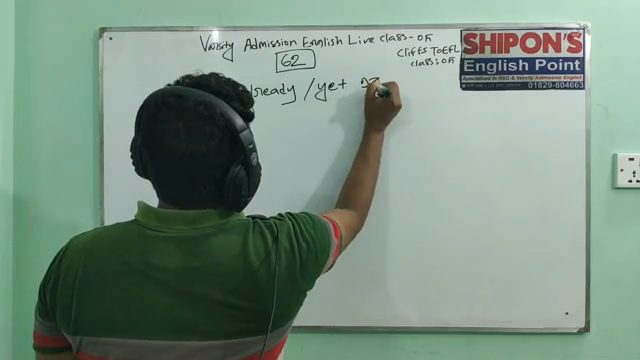 Varsity Admission English Live class-05
62
Cliffs TOEFL
class:05
already /yet
SHIPON'S
English Point
Specialized in HSC & Varsity Admission English
01829-804663